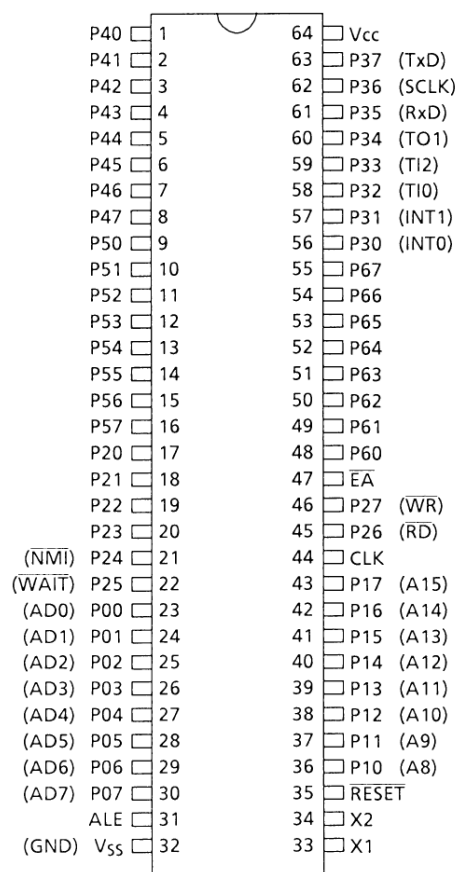 P40 1 64 Vcc
P41 2 63 P37 (TxD)
P42 3 62 P36 (SCLK)
P43 4 61 P35 (RxD)
P44 5 60 P34 (TO1)
P45 6 59 P33 (TI2)
P46 7 58 P32 (TI0)
P47 8 57 P31 (INT1)
P50 9 56 P30 (INT0)
P51 10 55 P67
P52 11 54 P66
P53 12 53 P65
P54 13 52 P64
P55 14 51 P63
P56 15 50 P62
P57 16 49 P61
P20 17 48 P60
P21 18 47 E̅A̅
P22 19 46 P27 (W̅R̅)
P23 20 45 P26 (R̅D̅)
(N̅M̅I̅) P24 21 44 CLK
(W̅A̅I̅T̅) P25 22 43 P17 (A15)
(AD0) P00 23 42 P16 (A14)
(AD1) P01 24 41 P15 (A13)
(AD2) P02 25 40 P14 (A12)
(AD3) P03 26 39 P13 (A11)
(AD4) P04 27 38 P12 (A10)
(AD5) P05 28 37 P11 (A9)
(AD6) P06 29 36 P10 (A8)
(AD7) P07 30 35 R̅E̅S̅E̅T̅
ALE 31 34 X2
(GND) VSS 32 33 X1